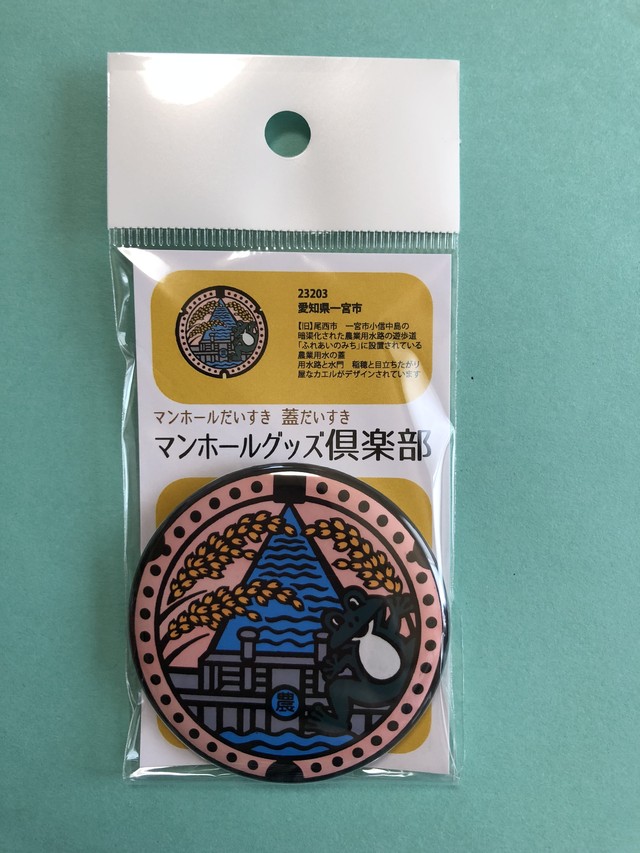 23203
愛知県一宮市
【旧】尾西市　一宮市小信中島の
暗渠化された農業用水路の遊歩道
「ふれあいのみち」に設置されている
農業用水の蓋
用水路と水門　稲穂と目立ちたがり
屋なカエルがデザインされています
マンホールだいすき 蓋だいすき
マンホールグッズ倶楽部
農